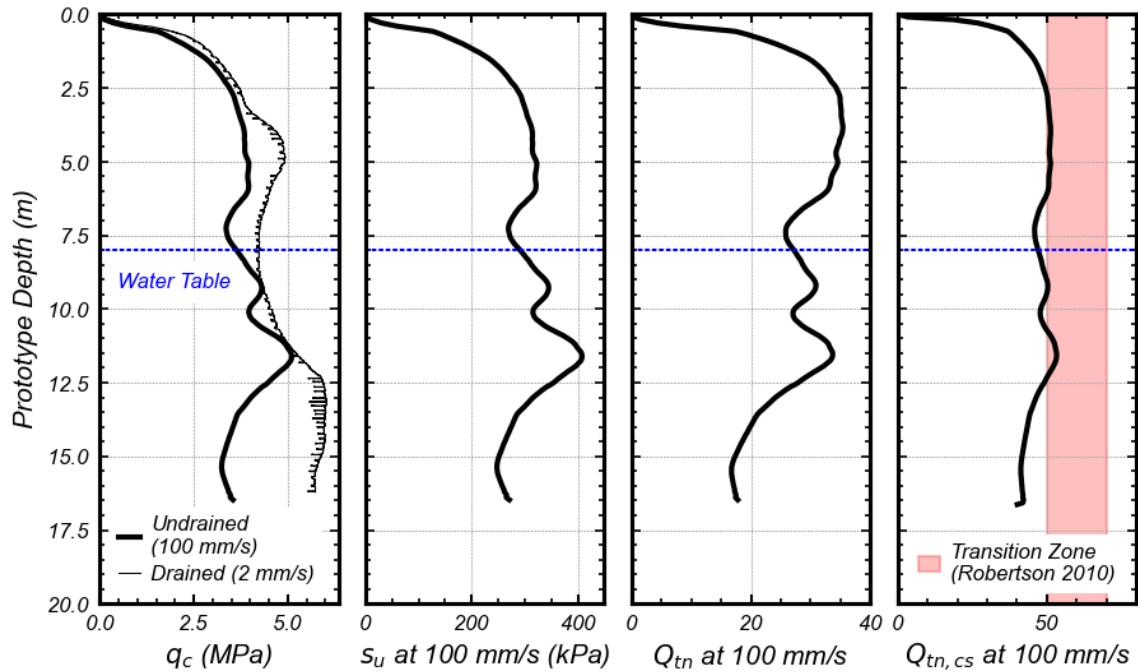 0.0
2.5
5.0
7.5
10.0
12.5
15.0
17.5
20.0
Prototype Depth (m)
Water Table
Undrained
(100 mm/s)
Drained (2 mm/s)
Transition Zone
(Robertson 2010)
0.0 2.5 5.0
0 200 400
0 20 40
0 50
q_c (MPa)
s_u at 100 mm/s (kPa)
Q_tn at 100 mm/s
Q_tn,cs at 100 mm/s